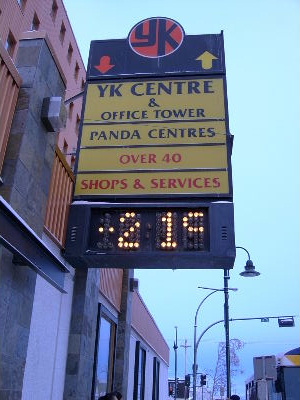 YK
YK CENTRE
&
OFFICE TOWER
PANDA CENTRES
OVER 40
SHOPS & SERVICES
-21°C